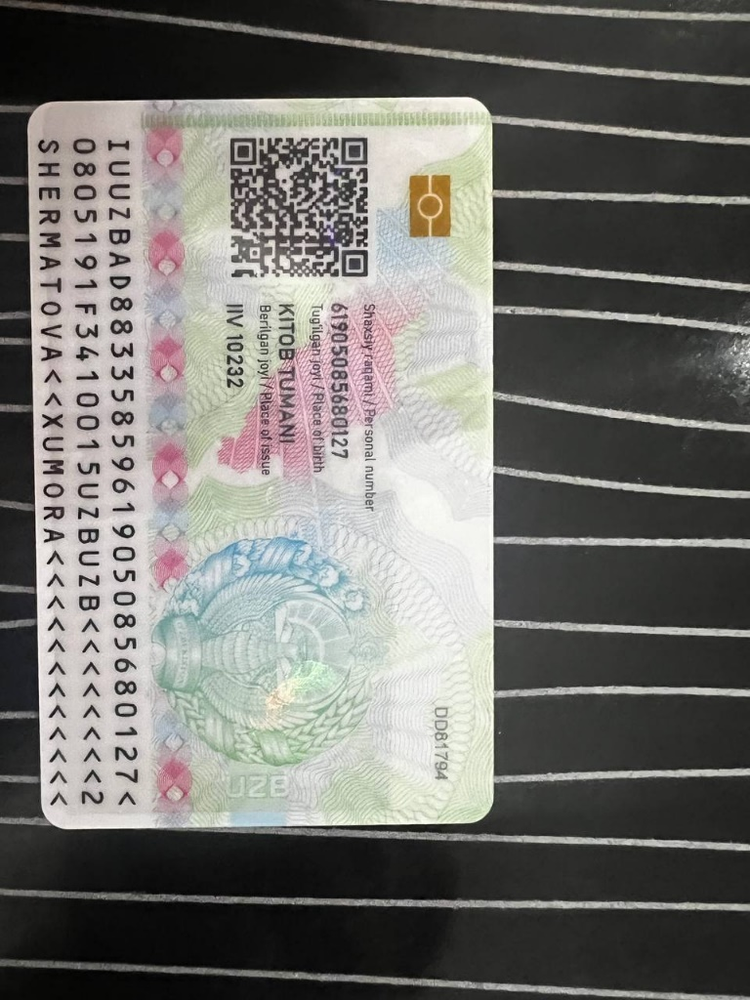 Shaxsiy raqami / Personal number
61905085680127
Tug'ilgan joyi / Place of birth
KITOB TUMANI
Berilgan joyi / Place of issue
IIV 10232
DD81794
UZB
IUUZBAD8833585961905085680127<
0805191F3410015UZBUZB<<<<<<<<2
SHERMATOVA<<XUMORA<<<<<<<<<<<<